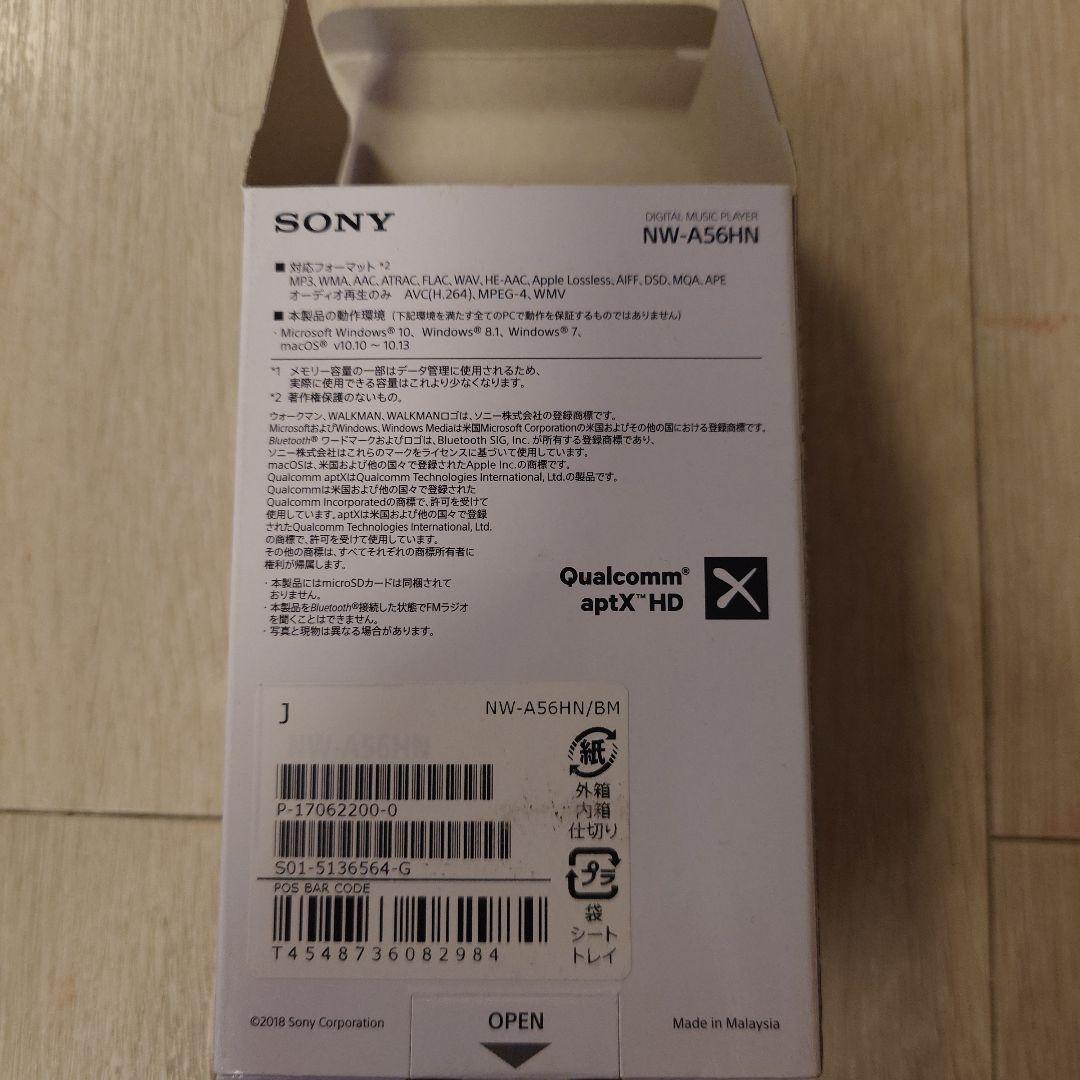 SONY
DIGITAL MUSIC PLAYER
NW-A56HN
■ 対応フォーマット *2
MP3、WMA、AAC、ATRAC、FLAC、WAV、HE-AAC、Apple Lossless、AIFF、DSD、MQA、APE
オーディオ再生のみ AVC(H.264)、MPEG-4、WMV
■ 本製品の動作環境 (下記環境を満たす全てのPCで動作を保証するものではありません)
・Microsoft Windows® 10、Windows® 8.1、Windows® 7、
macOS® v10.10 ~ 10.13
*1 メモリー容量の一部はデータ管理に使用されるため、
実際に使用できる容量はこれより少なくなります。
*2 著作権保護のないもの。
ウォークマン、WALKMAN、WALKMANロゴは、ソニー株式会社の登録商標です。
MicrosoftおよびWindows、Windows Mediaは米国Microsoft Corporationの米国およびその他の国における登録商標です。
Bluetooth® ワードマークおよびロゴは、Bluetooth SIG, Inc. が所有する登録商標であり、
ソニー株式会社はこれらのマークをライセンスに基づいて使用しています。
macOSは、米国および他の国々で登録されたApple Inc.の商標です。
Qualcomm aptXはQualcomm Technologies International, Ltd.の製品です。
Qualcommは米国および他の国々で登録された
Qualcomm Incorporatedの商標で、許可を受けて
使用しています。aptXは米国および他の国々で登録
されたQualcomm Technologies International, Ltd.
の商標で、許可を受けて使用しています。
その他の商標は、すべてそれぞれの商標所有者に
権利が帰属します。
・本製品にはmicroSDカードは同梱されて
おりません。
・本製品をBluetooth®接続した状態でFMラジオ
を聞くことはできません。
・写真と現物は異なる場合があります。
Qualcomm®
aptX™ HD
J
NW-A56HN/BM
NW-A56HN
P-17062200-0
S01-5136564-G
POS BAR CODE
T4548736082984
紙
外箱
内箱
仕切り
プラ
袋
シート
トレイ
©2018 Sony Corporation
OPEN
Made in Malaysia